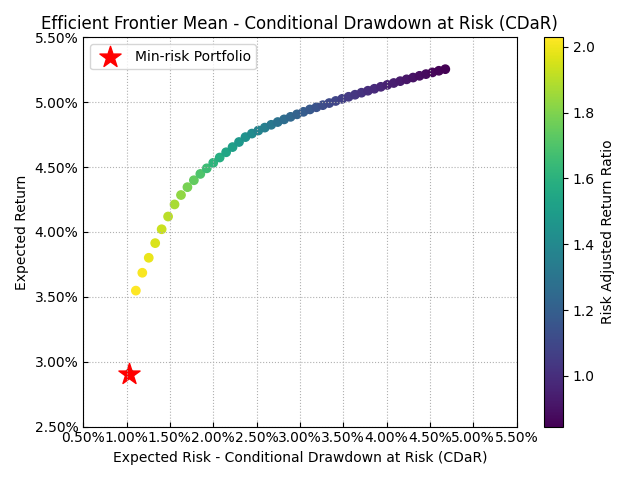 Efficient Frontier Mean - Conditional Drawdown at Risk (CDaR)
Min-risk Portfolio
5.50%
5.00%
4.50%
4.00%
3.50%
3.00%
2.50%
Expected Return
0.50% 1.00% 1.50% 2.00% 2.50% 3.00% 3.50% 4.00% 4.50% 5.00% 5.50%
Expected Risk - Conditional Drawdown at Risk (CDaR)
2.0
1.8
1.6
1.4
1.2
1.0
Risk Adjusted Return Ratio